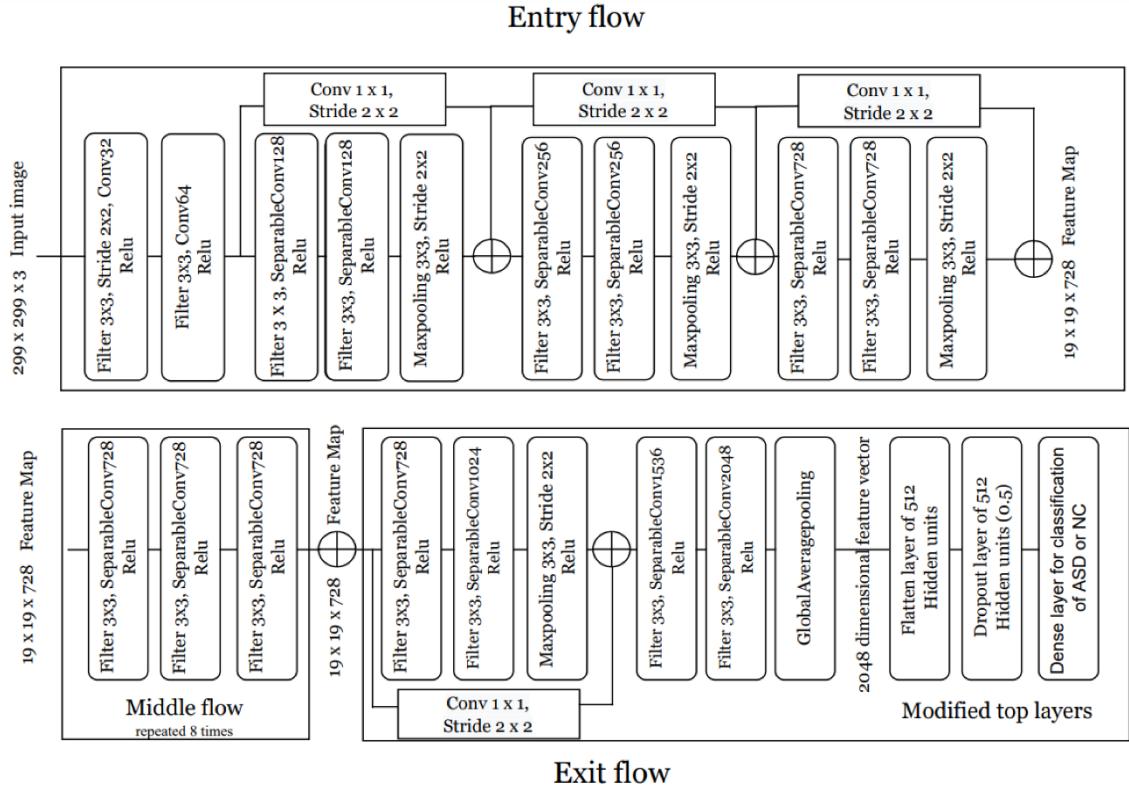 Entry flow
299 x 299 x 3 Input image
Filter 3x3, Stride 2x2, Conv32
Relu
Filter 3x3, Conv64
Relu
Conv 1 x 1,
Stride 2 x 2
Filter 3 x 3, SeparableConv128
Relu
Filter 3x3, SeparableConv128
Relu
Maxpooling 3x3, Stride 2x2
Relu
Conv 1 x 1,
Stride 2 x 2
Filter 3x3, SeparableConv256
Relu
Filter 3x3, SeparableConv256
Relu
Maxpooling 3x3, Stride 2x2
Relu
Conv 1 x 1,
Stride 2 x 2
Filter 3x3, SeparableConv728
Relu
Filter 3x3, SeparableConv728
Relu
Maxpooling 3x3, Stride 2x2
Relu
19 x 19 x 728 Feature Map
19 x 19 x 728 Feature Map
Filter 3x3, SeparableConv728
Relu
Filter 3x3, SeparableConv728
Relu
Filter 3x3, SeparableConv728
Relu
Middle flow
repeated 8 times
19 x 19 x 728 Feature Map
Filter 3x3, SeparableConv728
Relu
Filter 3x3, SeparableConv1024
Relu
Maxpooling 3x3, Stride 2x2
Relu
Conv 1 x 1,
Stride 2 x 2
Filter 3x3, SeparableConv1536
Relu
Filter 3x3, SeparableConv2048
Relu
GlobalAveragepooling
2048 dimensional feature vector
Flatten layer of 512
Hidden units
Dropout layer of 512
Hidden units (0.5)
Dense layer for classification
of ASD or NC
Modified top layers
Exit flow